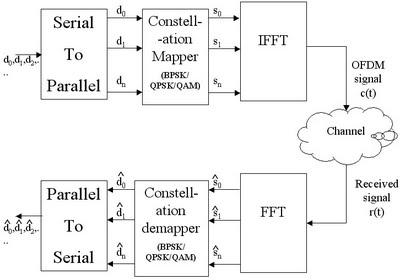 d0,d1,d2,.
..
Serial
To
Parallel
d0
d1
dn
Constell-
-ation
Mapper
(BPSK/
QPSK/QAM)
s0
s1
sn
IFFT
OFDM
signal
c(t)
Channel
Received
signal
r(t)
FFT
ŝ0
ŝ1
ŝn
Constell-
ation
demapper
(BPSK/
QPSK/QAM)
d̂0
d̂1
d̂n
Parallel
To
Serial
d̂0,d̂1,d̂2,.
..